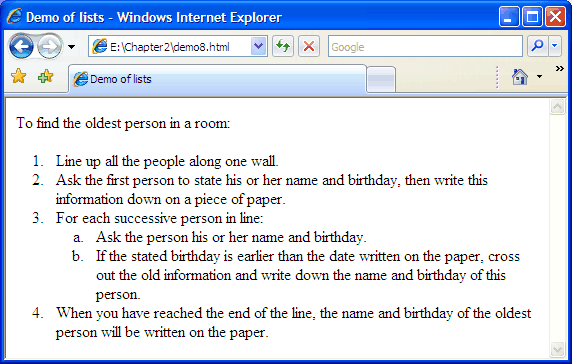 Demo of lists - Windows Internet Explorer
E:\Chapter2\demo8.html
Google
Demo of lists
To find the oldest person in a room:
1. Line up all the people along one wall.
2. Ask the first person to state his or her name and birthday, then write this
information down on a piece of paper.
3. For each successive person in line:
a. Ask the person his or her name and birthday.
b. If the stated birthday is earlier than the date written on the paper, cross
out the old information and write down the name and birthday of this
person.
4. When you have reached the end of the line, the name and birthday of the oldest
person will be written on the paper.